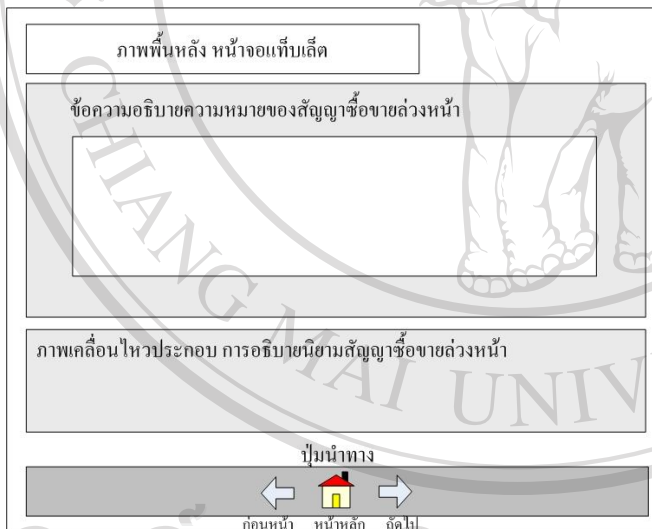 ภาพพื้นหลัง หน้าจอแท็บเล็ต
ข้อความอธิบายความหมายของสัญญาซื้อขายล่วงหน้า
ภาพเคลื่อนไหวประกอบ การอธิบายนิยามสัญญาซื้อขายล่วงหน้า
ปุ่มนำทาง
ก่อนหน้า หน้าหลัก ถัดไป
CHIANG MAI UNIV